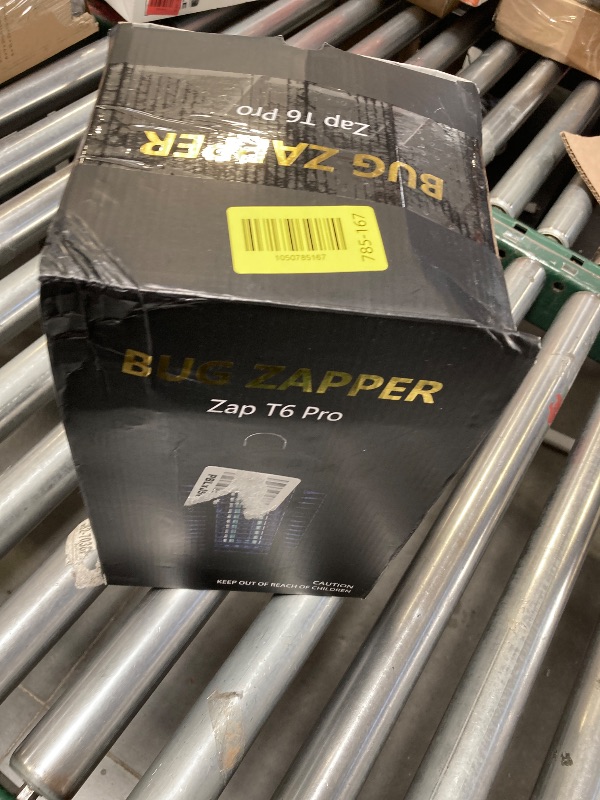 Zap T6 Pro
BUG ZAPPER
1050785167
785-167
BUG ZAPPER
Zap T6 Pro
CAUTION
KEEP OUT OF REACH OF CHILDREN